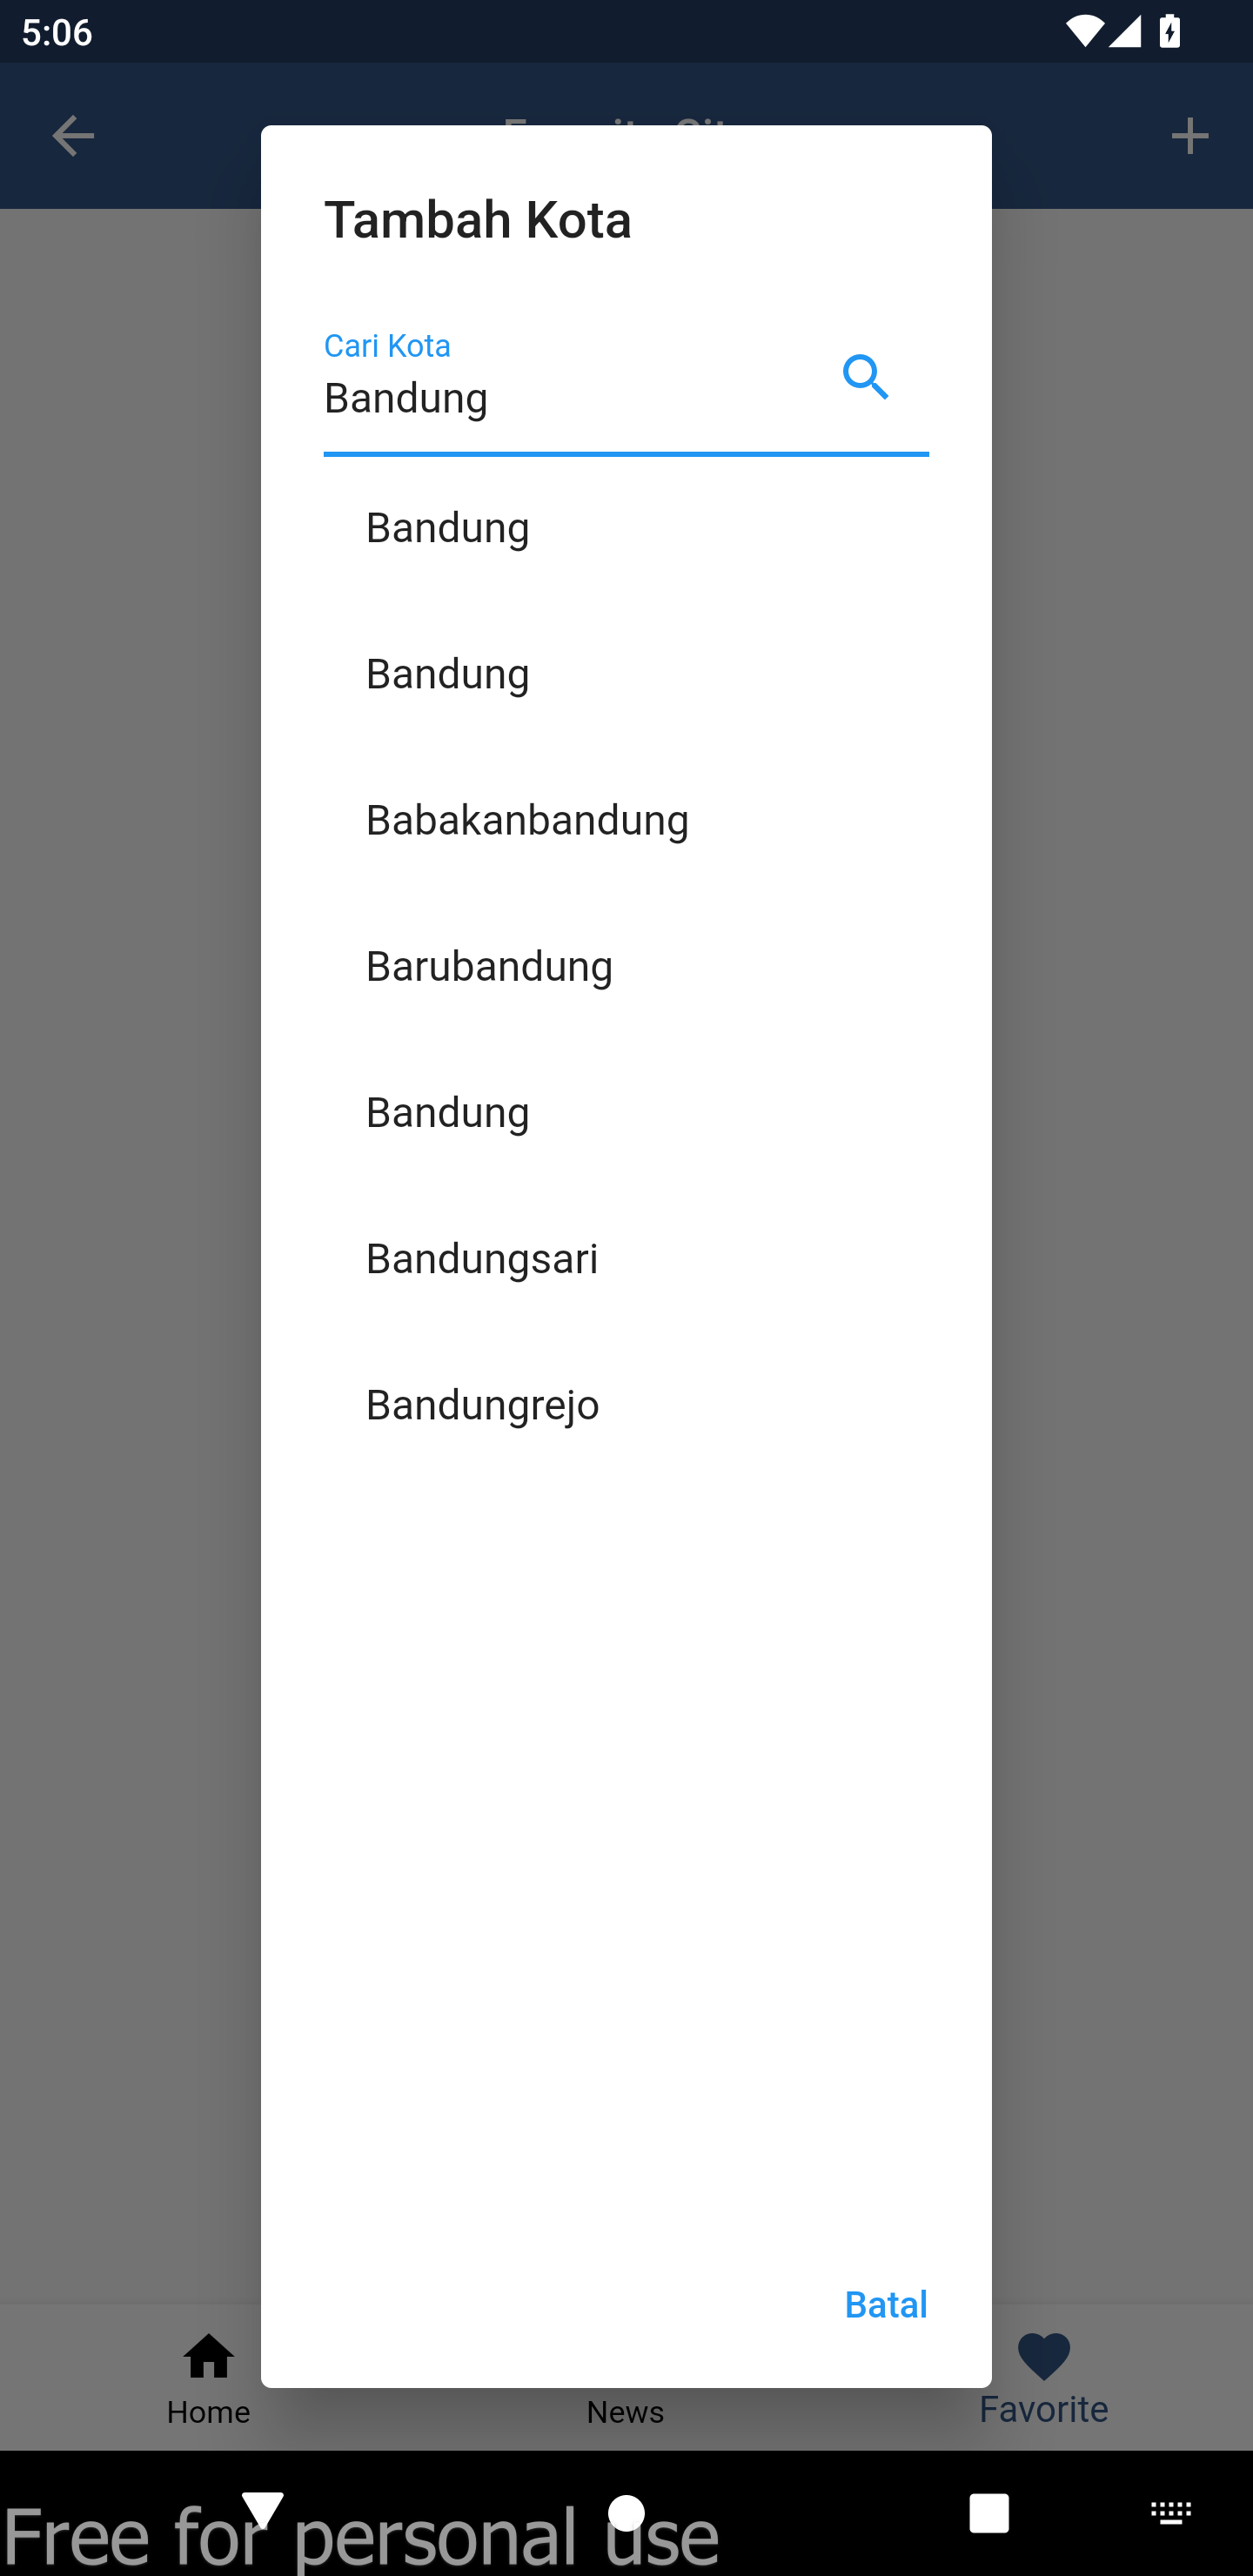 5:06
Tambah Kota
Cari Kota
Bandung
Bandung
Bandung
Babakanbandung
Barubandung
Bandung
Bandungsari
Bandungrejo
Batal
Home
News
Favorite
Free for personal use